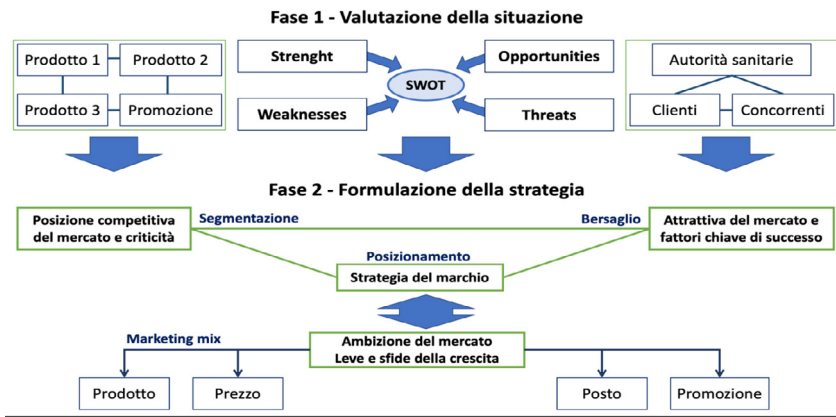 Fase 1 - Valutazione della situazione
Prodotto 1
Prodotto 2
Prodotto 3
Promozione
Strenght
Opportunities
SWOT
Weaknesses
Threats
Autorità sanitarie
Clienti
Concorrenti
Fase 2 - Formulazione della strategia
Posizione competitiva
del mercato e criticità
Segmentazione
Bersaglio
Attrattiva del mercato e
fattori chiave di successo
Posizionamento
Strategia del marchio
Marketing mix
Ambizione del mercato
Leve e sfide della crescita
Prodotto
Prezzo
Posto
Promozione